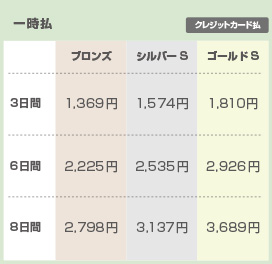 一時払 クレジットカード払
ブロンズ シルバーS ゴールドS
3日間 1,369円 1,574円 1,810円
6日間 2,225円 2,535円 2,926円
8日間 2,798円 3,137円 3,689円